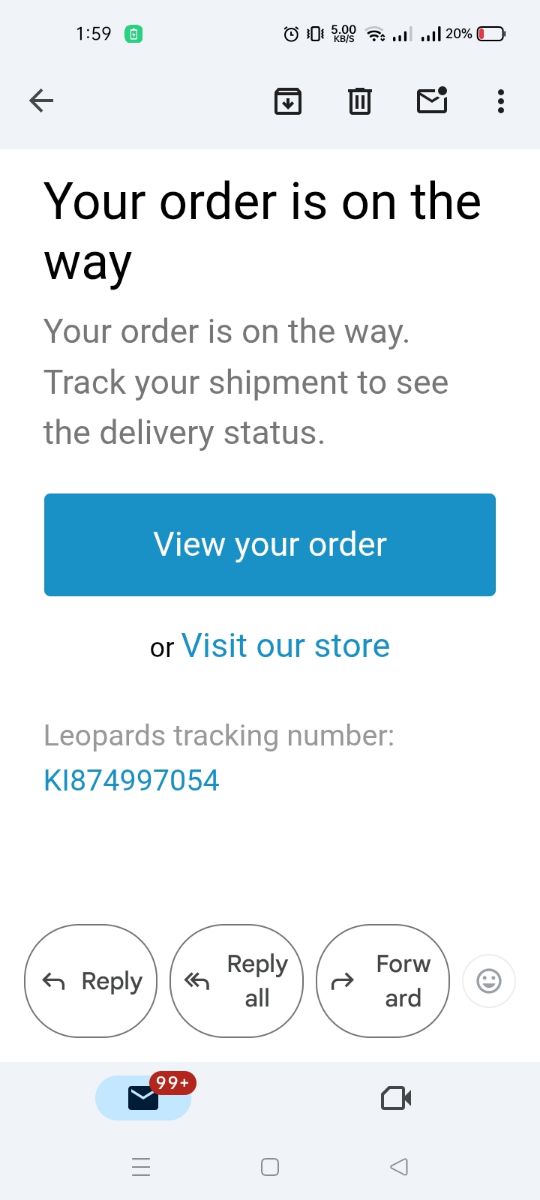 1:59
5.00
KB/S
20%
Your order is on the
way
Your order is on the way.
Track your shipment to see
the delivery status.
View your order
or Visit our store
Leopards tracking number:
KI874997054
Reply
Reply
all
Forw
ard
99+